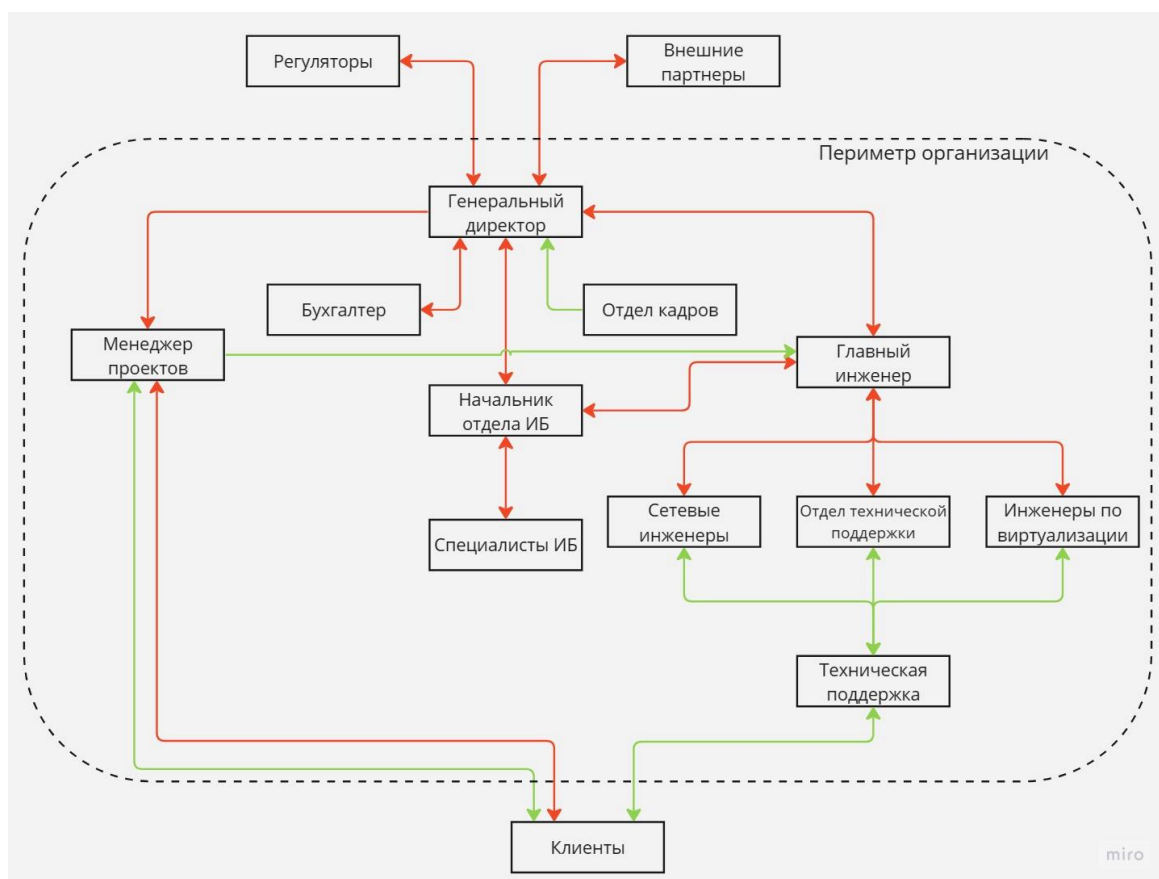 Регуляторы
Внешние
партнеры
Периметр организации
Генеральный
директор
Бухгалтер
Отдел кадров
Менеджер
проектов
Главный
инженер
Начальник
отдела ИБ
Сетевые
инженеры
Отдел технической
поддержки
Инженеры по
виртуализации
Специалисты ИБ
Техническая
поддержка
Клиенты
miro